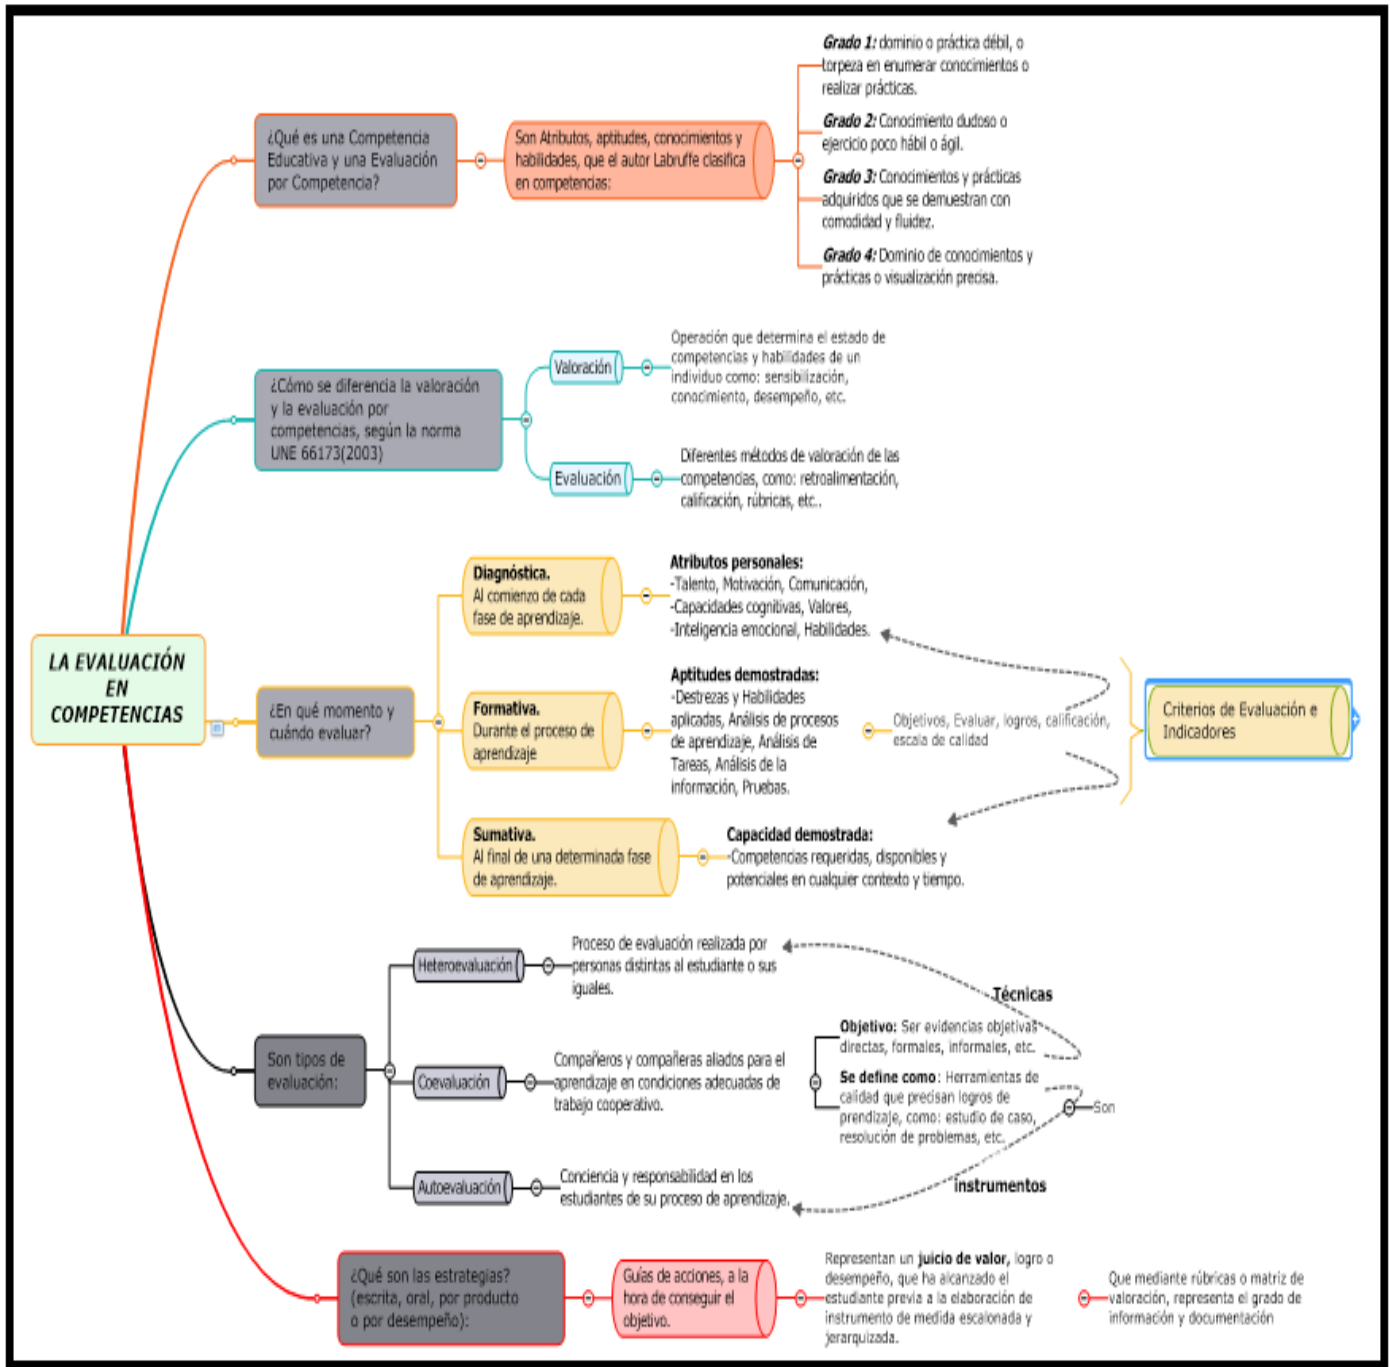 LA EVALUACIÓN
EN
COMPETENCIAS
¿Qué es una Competencia
Educativa y una Evaluación
por Competencia?
Son Atributos, aptitudes, conocimientos y
habilidades, que el autor Labruffe clasifica
en competencias:
Grado 1: dominio o práctica débil, o
torpeza en enumerar conocimientos o
realizar prácticas.
Grado 2: Conocimiento dudoso o
ejercicio poco hábil o ágil.
Grado 3: Conocimientos y prácticas
adquiridos que se demuestran con
comodidad y fluidez.
Grado 4: Dominio de conocimientos y
prácticas o visualización precisa.
¿Cómo se diferencia la valoración
y la evaluación por
competencias, según la norma
UNE 66173(2003)
Valoración
Operación que determina el estado de
competencias y habilidades de un
individuo como: sensibilización,
conocimiento, desempeño, etc.
Evaluación
Diferentes métodos de valoración de las
competencias, como: retroalimentación,
calificación, rúbricas, etc..
¿En qué momento y
cuándo evaluar?
Diagnóstica.
Al comienzo de cada
fase de aprendizaje.
Atributos personales:
-Talento, Motivación, Comunicación,
-Capacidades cognitivas, Valores,
-Inteligencia emocional, Habilidades.
Formativa.
Durante el proceso de
aprendizaje
Aptitudes demostradas:
-Destrezas y Habilidades
aplicadas, Análisis de procesos
de aprendizaje, Análisis de
Tareas, Análisis de la
información, Pruebas.
Objetivos, Evaluar, logros, calificación,
escala de calidad
Criterios de Evaluación e
Indicadores
Sumativa.
Al final de una determinada fase
de aprendizaje.
Capacidad demostrada:
-Competencias requeridas, disponibles y
potenciales en cualquier contexto y tiempo.
Son tipos de
evaluación:
Heteroevaluación
Proceso de evaluación realizada por
personas distintas al estudiante o sus
iguales.
Coevaluación
Compañeros y compañeras aliados para el
aprendizaje en condiciones adecuadas de
trabajo cooperativo.
Autoevaluación
Conciencia y responsabilidad en los
estudiantes de su proceso de aprendizaje.
Técnicas
Objetivo: Ser evidencias objetivas
directas, formales, informales, etc.
Se define como: Herramientas de
calidad que precisan logros de
prendizaje, como: estudio de caso,
resolución de problemas, etc.
Son
instrumentos
¿Qué son las estrategias?
(escrita, oral, por producto
o por desempeño):
Guías de acciones, a la
hora de conseguir el
objetivo.
Representan un juicio de valor, logro o
desempeño, que ha alcanzado el
estudiante previa a la elaboración de
instrumento de medida escalonada y
jerarquizada.
Que mediante rúbricas o matriz de
valoración, representa el grado de
información y documentación